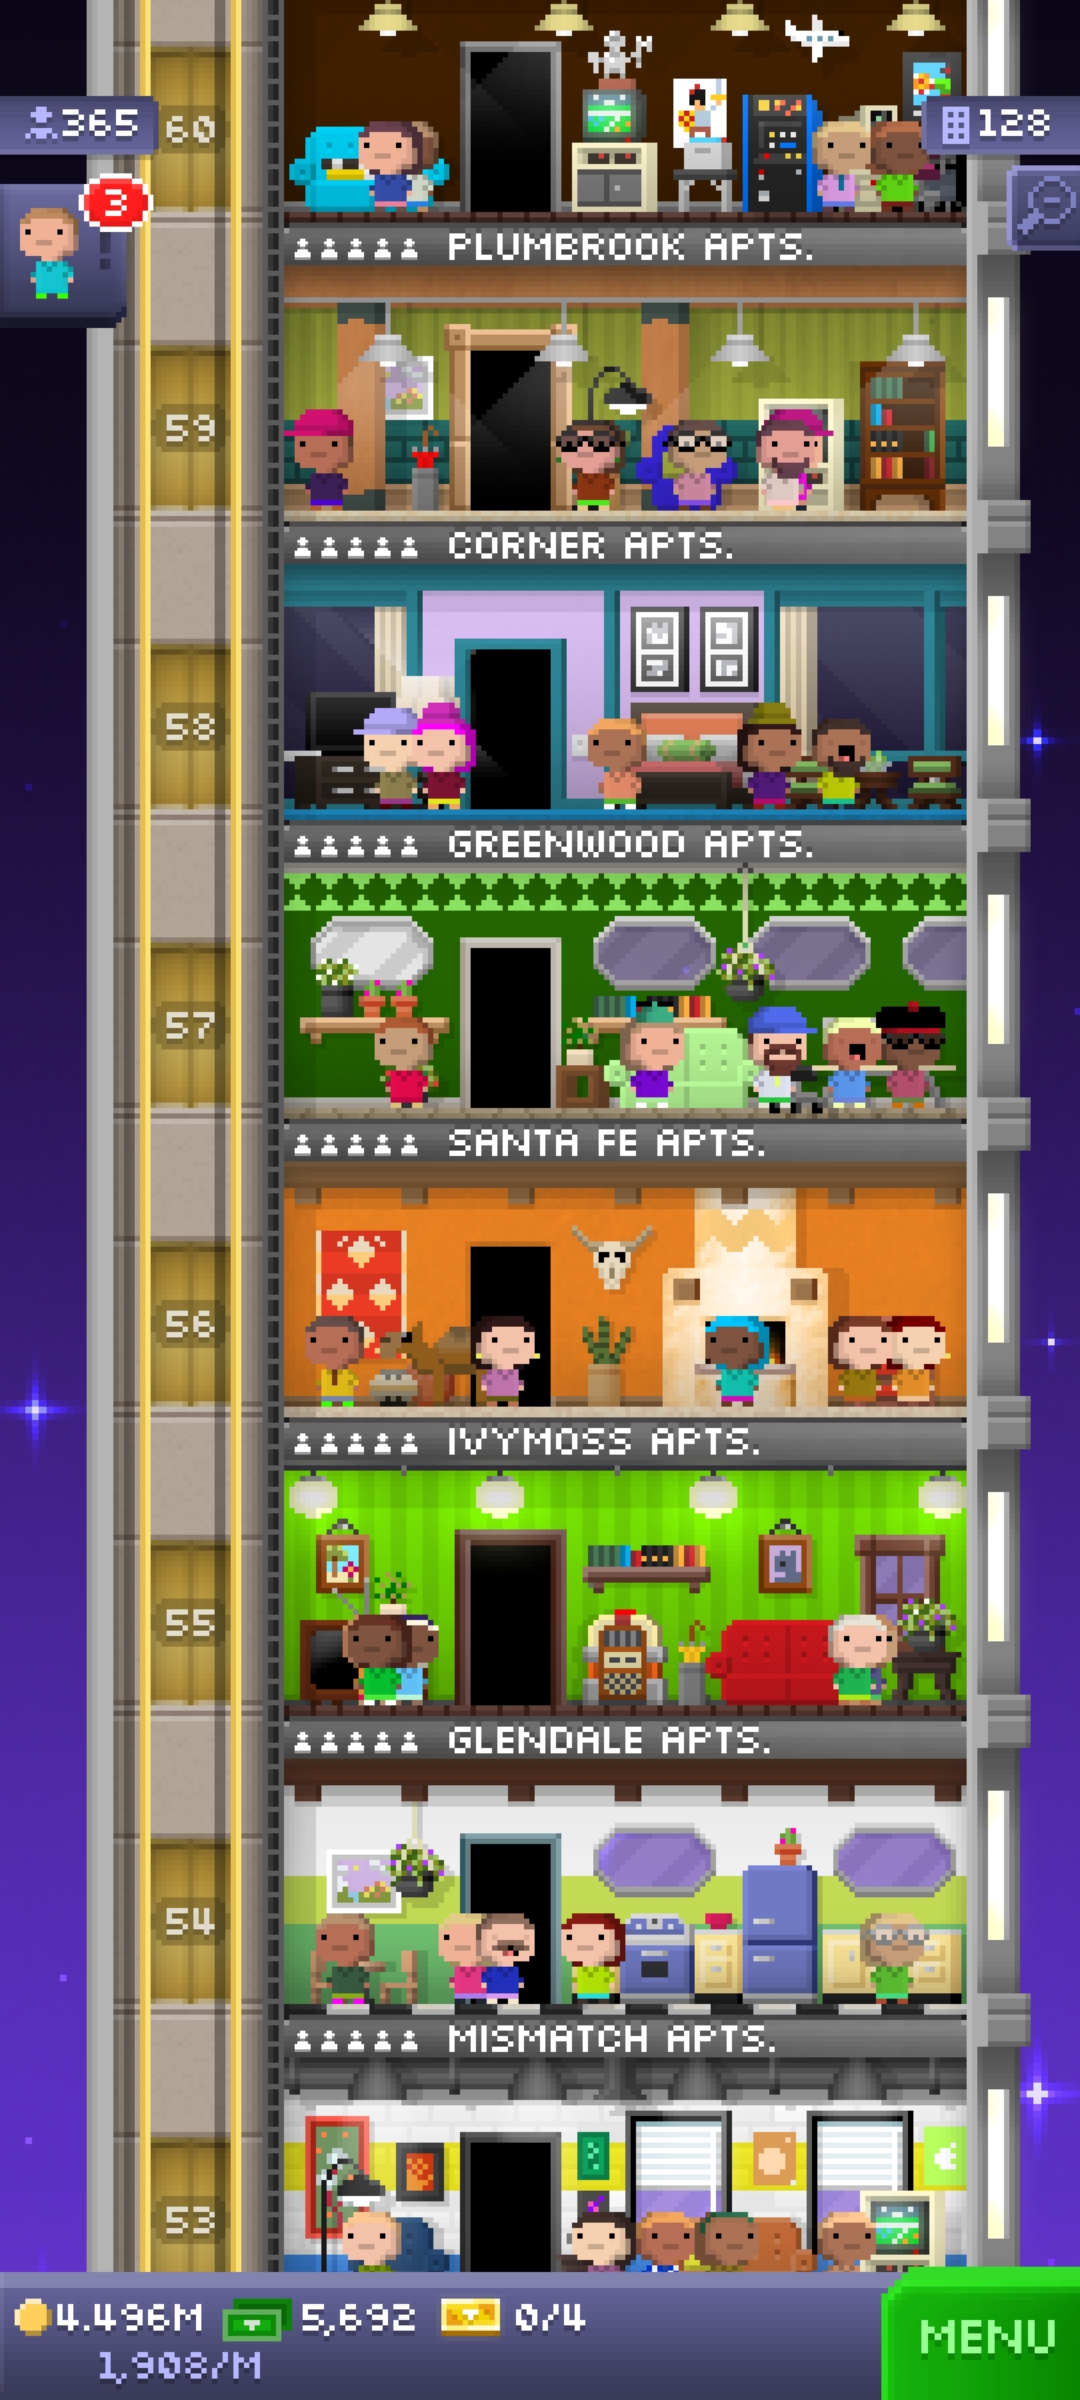 365
60
128
3
PLUMBROOK APTS.
59
CORNER APTS.
58
GREENWOOD APTS.
57
SANTA FE APTS.
56
IVYMOSS APTS.
55
GLENDALE APTS.
54
MISMATCH APTS.
53
4.496M 5,692 0/4
1,908/M
MENU